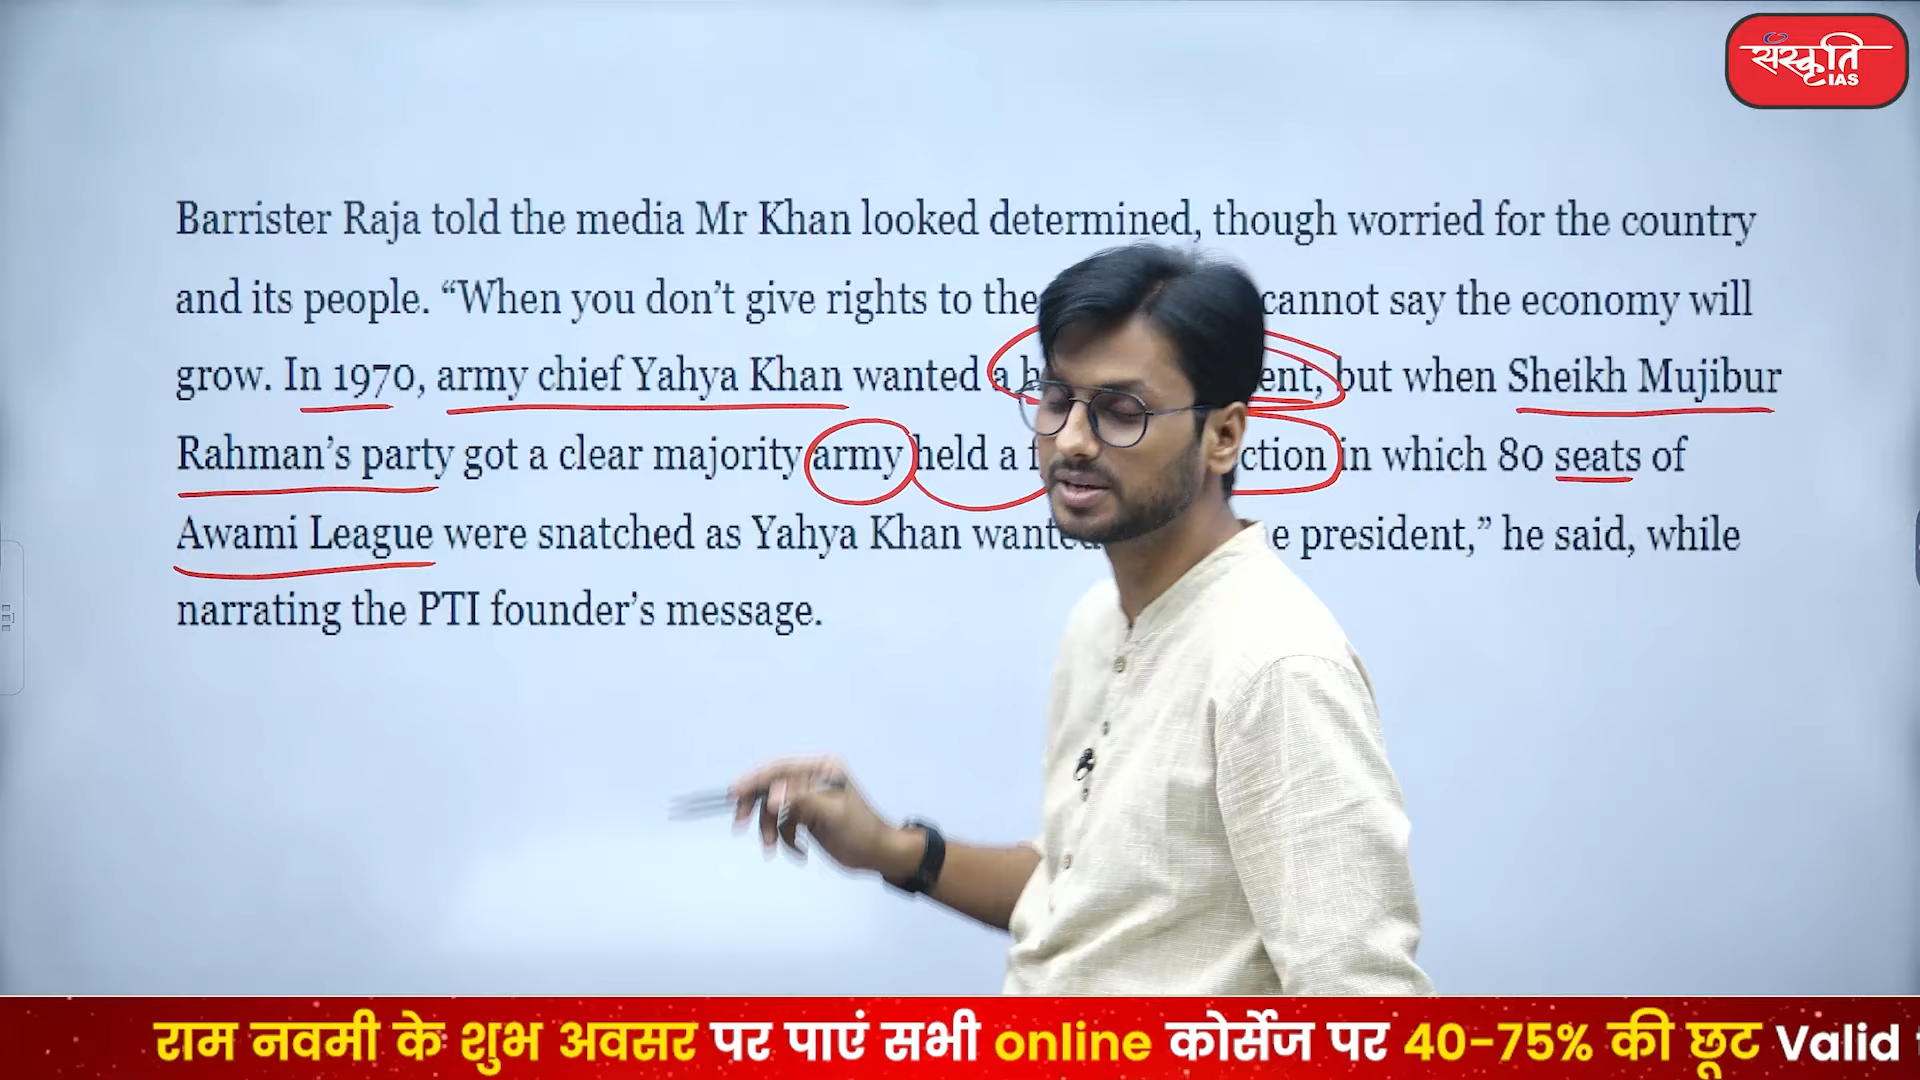 संस्कृति
IAS
Barrister Raja told the media Mr Khan looked determined, though worried for the country
and its people. “When you don’t give rights to the cannot say the economy will
grow. In 1970, army chief Yahya Khan wanted a but when Sheikh Mujibur
Rahman’s party got a clear majority army held a in which 80 seats of
Awami League were snatched as Yahya Khan president,” he said, while
narrating the PTI founder’s message.
राम नवमी के शुभ अवसर पर पाएं सभी online कोर्सेज पर 40-75% की छूट Valid